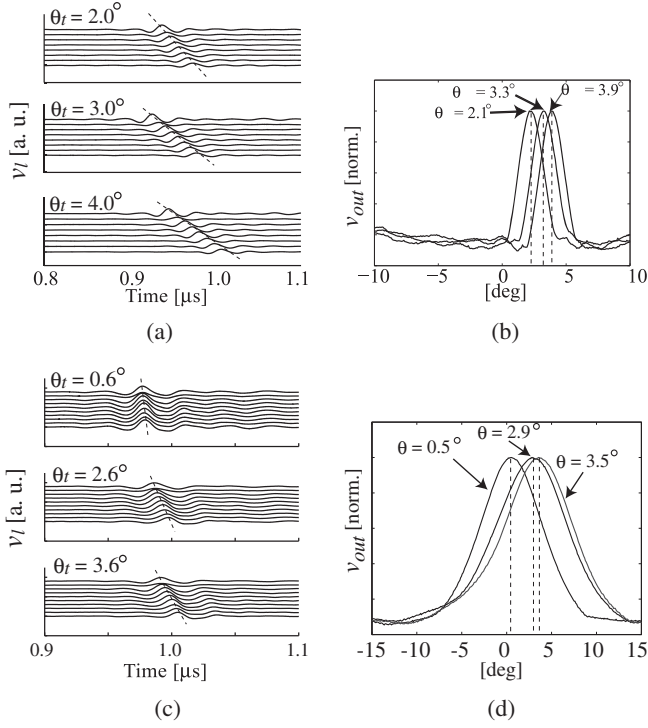 θt = 2.0°
θt = 3.0°
θt = 4.0°
vl [a. u.]
0.8 0.9 1.0 1.1
Time [μs]
(a)
θ = 3.3°
θ = 3.9°
θ = 2.1°
vout [norm.]
−10 −5 0 5 10
[deg]
(b)
θt = 0.6°
θt = 2.6°
θt = 3.6°
vl [a. u.]
0.9 1.0 1.1
Time [μs]
(c)
θ = 2.9°
θ = 0.5°
θ = 3.5°
vout [norm.]
-15 -10 -5 0 5 10 15
[deg]
(d)